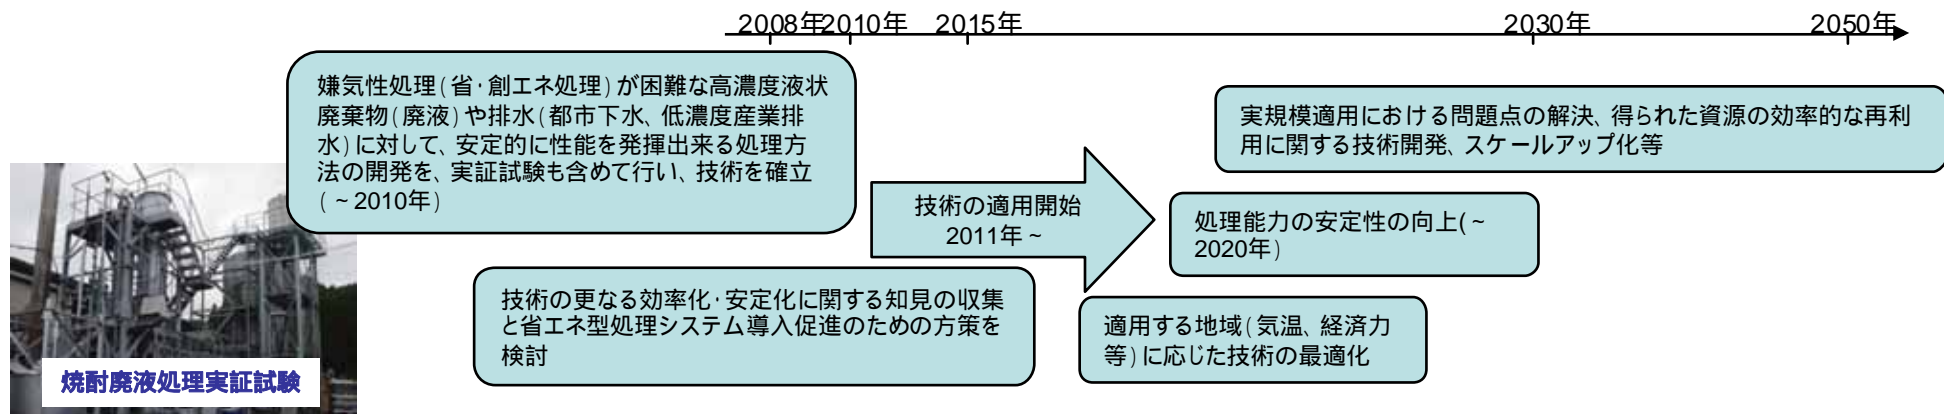 2008年 2010年 2015年 2030年 2050年
嫌気性処理(省・創エネ処理)が困難な高濃度液状
廃棄物(廃液)や排水(都市下水、低濃度産業排
水)に対して、安定的に性能を発揮出来る処理方
法の開発を、実証試験も含めて行い、技術を確立
(~2010年)
実規模適用における問題点の解決、得られた資源の効率的な再利
用に関する技術開発、スケールアップ化等
技術の適用開始
2011年~
処理能力の安定性の向上(~
2020年)
技術の更なる効率化・安定化に関する知見の収集
と省エネ型処理システム導入促進のための方策を
検討
適用する地域(気温、経済力
等)に応じた技術の最適化
焼酎廃液処理実証試験